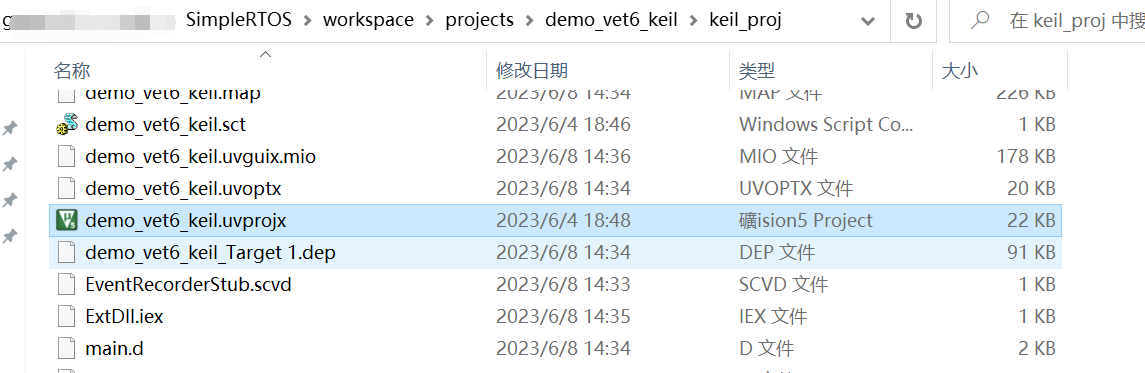 SimpleRTOS > workspace > projects > demo_vet6_keil > keil_proj 在 keil_proj 中搜
名称 修改日期 类型 大小
demo_vet6_keil.map 2023/6/8 14:34 MAP 文件 226 KB
demo_vet6_keil.sct 2023/6/4 18:46 Windows Script Co... 1 KB
demo_vet6_keil.uvguix.mio 2023/6/8 14:36 MIO 文件 178 KB
demo_vet6_keil.uvoptx 2023/6/8 14:34 UVOPTX 文件 20 KB
demo_vet6_keil.uvprojx 2023/6/4 18:48 礦ision5 Project 22 KB
demo_vet6_keil_Target 1.dep 2023/6/8 14:34 DEP 文件 91 KB
EventRecorderStub.scvd 2023/6/8 14:33 SCVD 文件 1 KB
ExtDll.iex 2023/6/8 14:35 IEX 文件 1 KB
main.d 2023/6/8 14:34 D 文件 2 KB